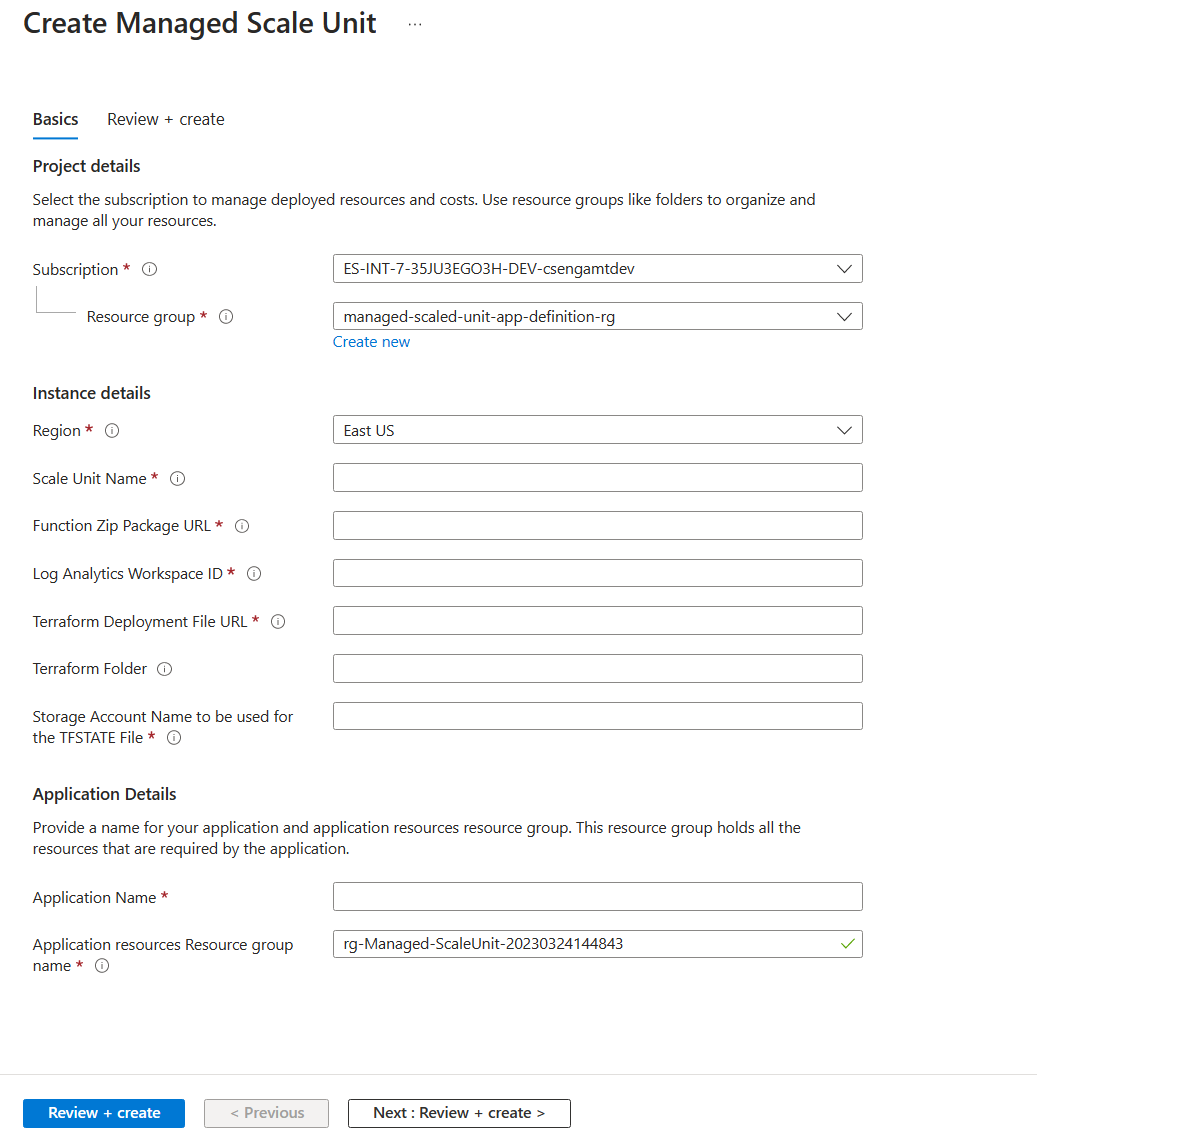 Create Managed Scale Unit ...
Basics Review + create
Project details
Select the subscription to manage deployed resources and costs. Use resource groups like folders to organize and
manage all your resources.
Subscription * ES-INT-7-35JU3EGO3H-DEV-csengamtdev
Resource group * managed-scaled-unit-app-definition-rg
Create new
Instance details
Region * East US
Scale Unit Name *
Function Zip Package URL *
Log Analytics Workspace ID *
Terraform Deployment File URL *
Terraform Folder
Storage Account Name to be used for
the TFSTATE File *
Application Details
Provide a name for your application and application resources resource group. This resource group holds all the
resources that are required by the application.
Application Name *
Application resources Resource group rg-Managed-ScaleUnit-20230324144843
name *
Review + create < Previous Next : Review + create >